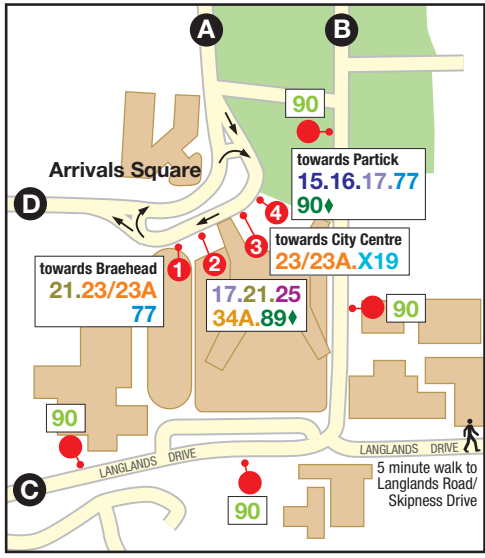 A
B
90
towards Partick
15.16.17.77
90♦
Arrivals Square
D
4
3
2
1
towards City Centre
23/23A.X19
towards Braehead
21.23/23A
77
17.21.25
34A.89♦
90
90
LANGLANDS DRIVE
LANGLANDS DRIVE
5 minute walk to
Langlands Road/
Skipness Drive
C
90